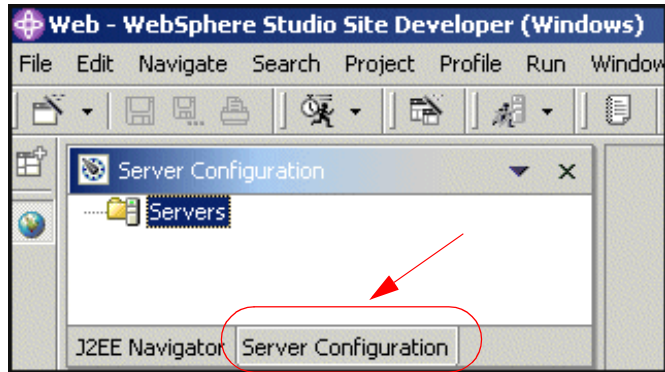 Web - WebSphere Studio Site Developer (Windows)
File Edit Navigate Search Project Profile Run Window
Server Configuration
Servers
J2EE Navigator Server Configuration